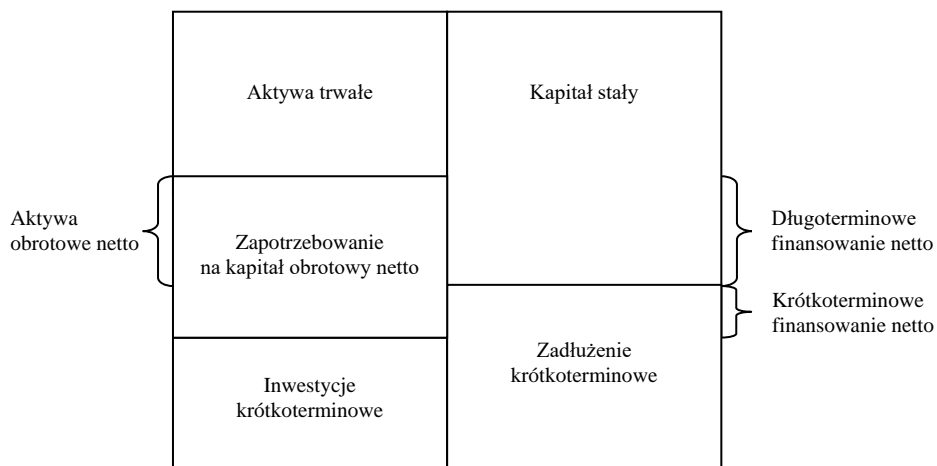 Aktywa trwałe
Kapitał stały
Aktywa
obrotowe netto
Zapotrzebowanie
na kapitał obrotowy netto
Długoterminowe
finansowanie netto
Krótkoterminowe
finansowanie netto
Zadłużenie
krótkoterminowe
Inwestycje
krótkoterminowe